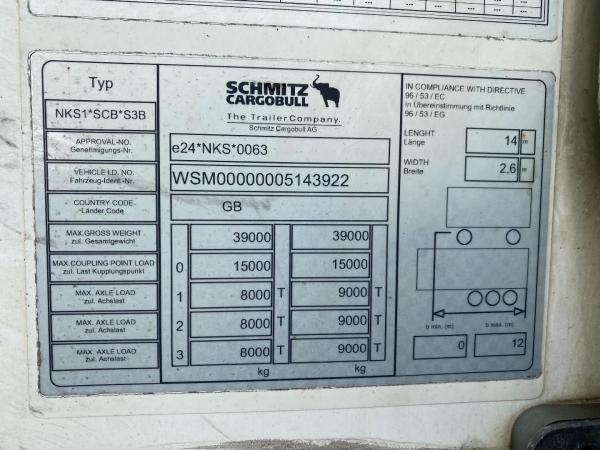 --- --- --- --- --- --- --- ---
Typ
NKS1*SCB*S3B
APPROVAL-NO.
Genehmigungs-Nr.
VEHICLE I.D. NO.
Fahrzeug-Ident.-Nr.
COUNTRY CODE
Länder Code
MAX.GROSS WEIGHT
zul. Gesamtgewicht
MAX.COUPLING POINT LOAD
zul. Last Kupplungspunkt
MAX. AXLE LOAD
zul. Achslast
MAX. AXLE LOAD
zul. Achslast
MAX. AXLE LOAD
zul. Achslast
SCHMITZ
CARGOBULL
The TrailerCompany.
Schmitz Cargobull AG
e24*NKS*0063
WSM00000005143922
GB
39000 39000
0 15000 15000
1 8000 T 9000 T
2 8000 T 9000 T
3 8000 T 9000 T
kg kg
IN COMPLIANCE WITH DIRECTIVE
96 / 53 / EC
In Übereinstimmung mit Richtlinie
96 / 53 / EG
LENGHT
Länge
14 m
WIDTH
Breite
2,6 m
b min. (m) b max. (m)
0 12